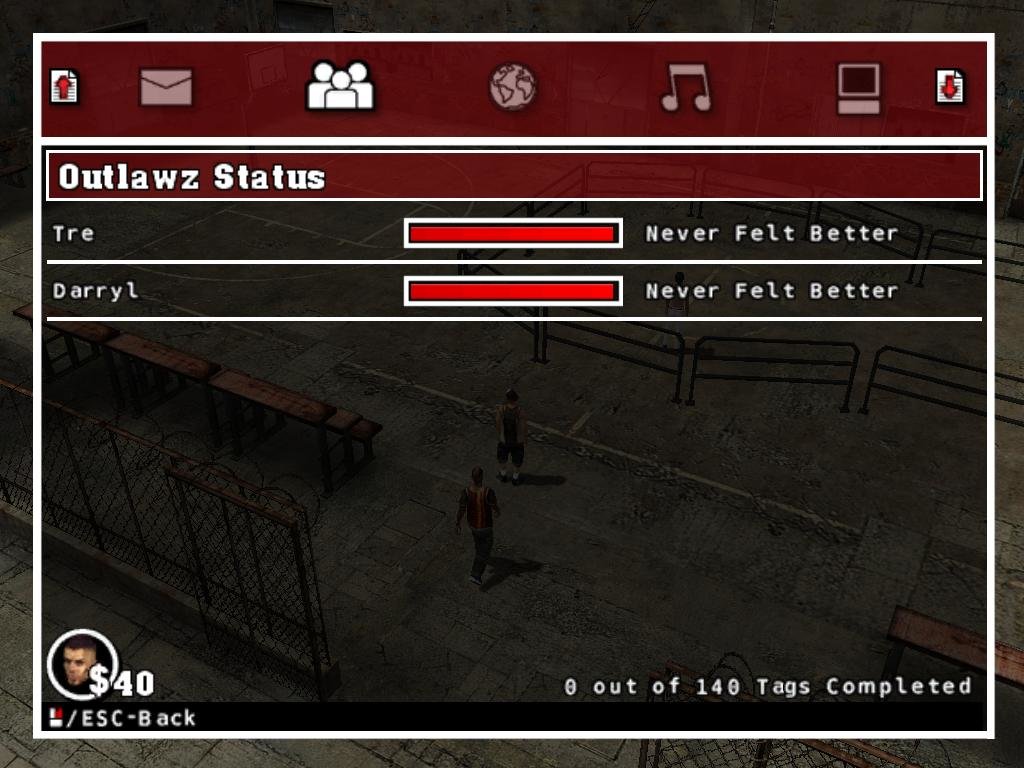 Outlawz Status
Tre Never Felt Better
Darryl Never Felt Better
$40
0 out of 140 Tags Completed
/ESC-Back